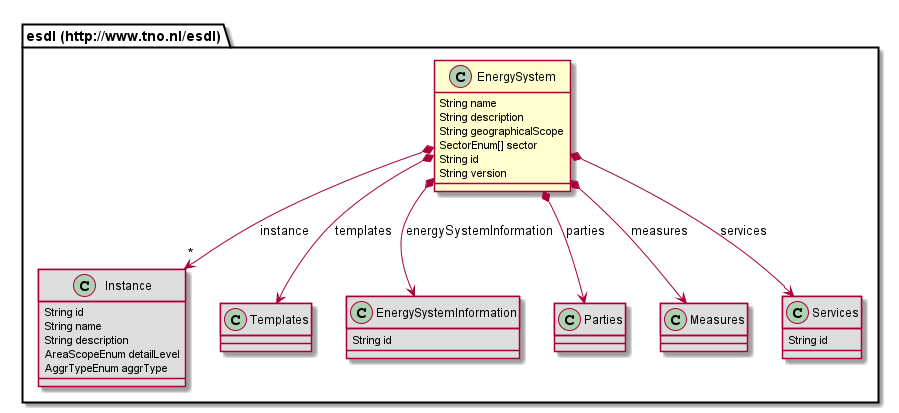 esdl (http://www.tno.nl/esdl)
C EnergySystem
String name
String description
String geographicalScope
SectorEnum[] sector
String id
String version
instance
templates
energySystemInformation
parties
measures
services
*
C Instance
String id
String name
String description
AreaScopeEnum detailLevel
AggrTypeEnum aggrType
C Templates
C EnergySystemInformation
String id
C Parties
C Measures
C Services
String id